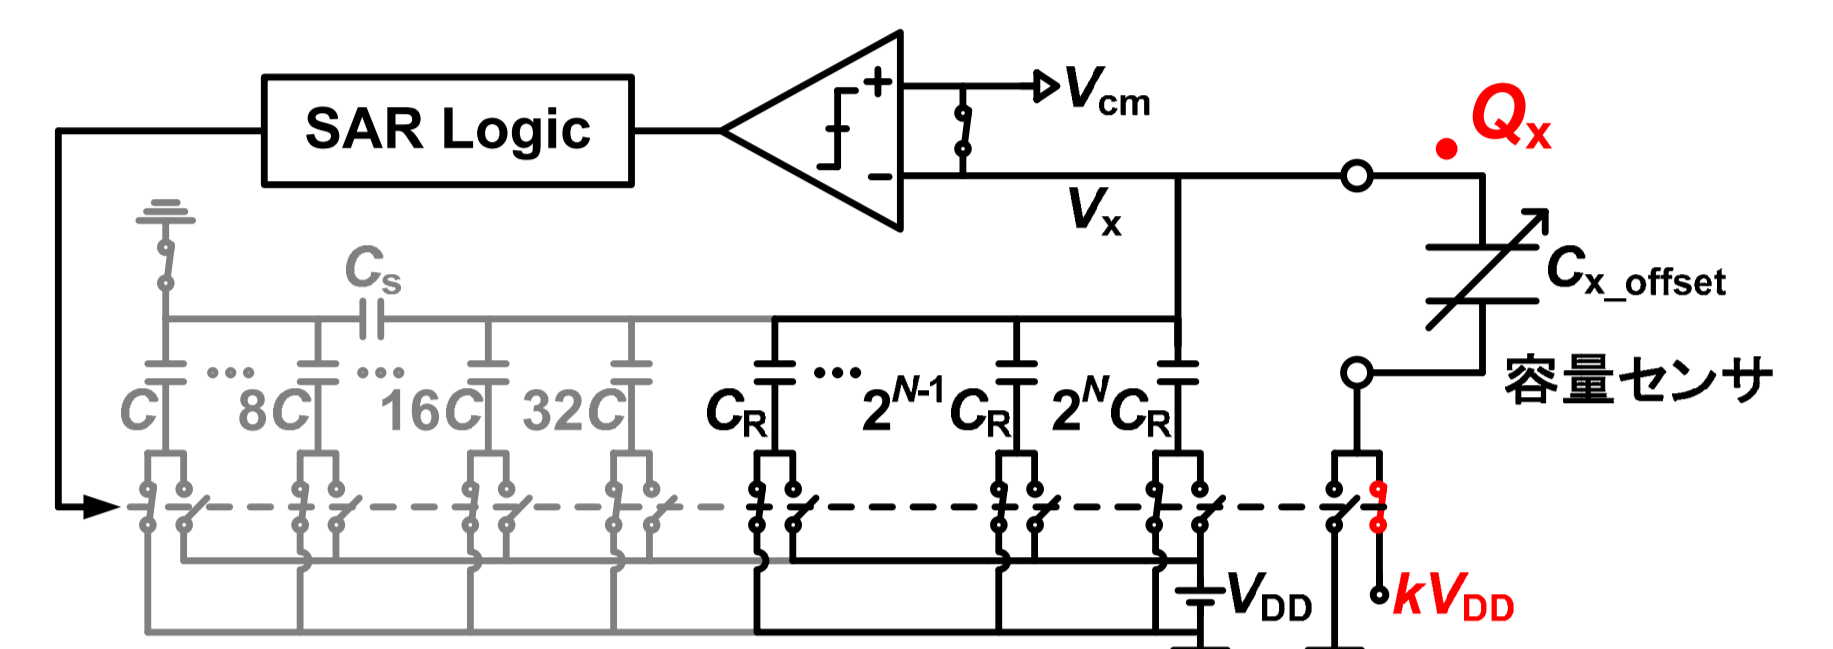 SAR Logic
+
Vcm
−
Vx
Qx
Cx_offset
容量センサ
Cs
C ••• 8C ••• 16C 32C CR ••• 2N-1CR 2NCR
VDD
kVDD